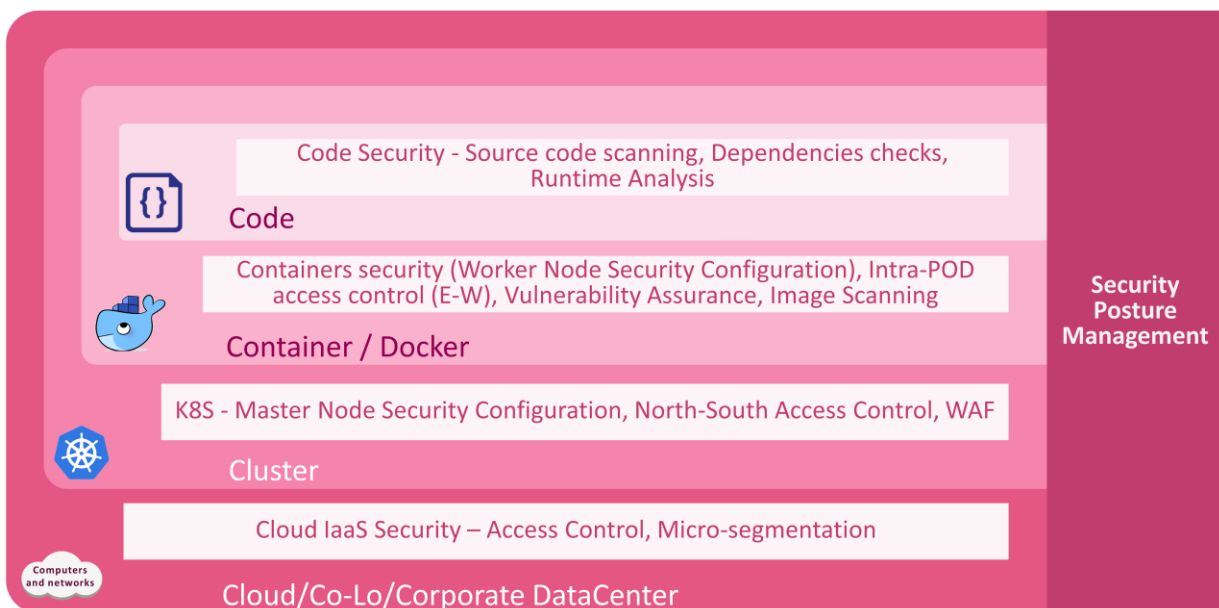 Code Security - Source code scanning, Dependencies checks,
Runtime Analysis
{}
Code
Containers security (Worker Node Security Configuration), Intra-POD
access control (E-W), Vulnerability Assurance, Image Scanning
Container / Docker
K8S - Master Node Security Configuration, North-South Access Control, WAF
Cluster
Cloud IaaS Security – Access Control, Micro-segmentation
Computers
and networks
Cloud/Co-Lo/Corporate DataCenter
Security
Posture
Management